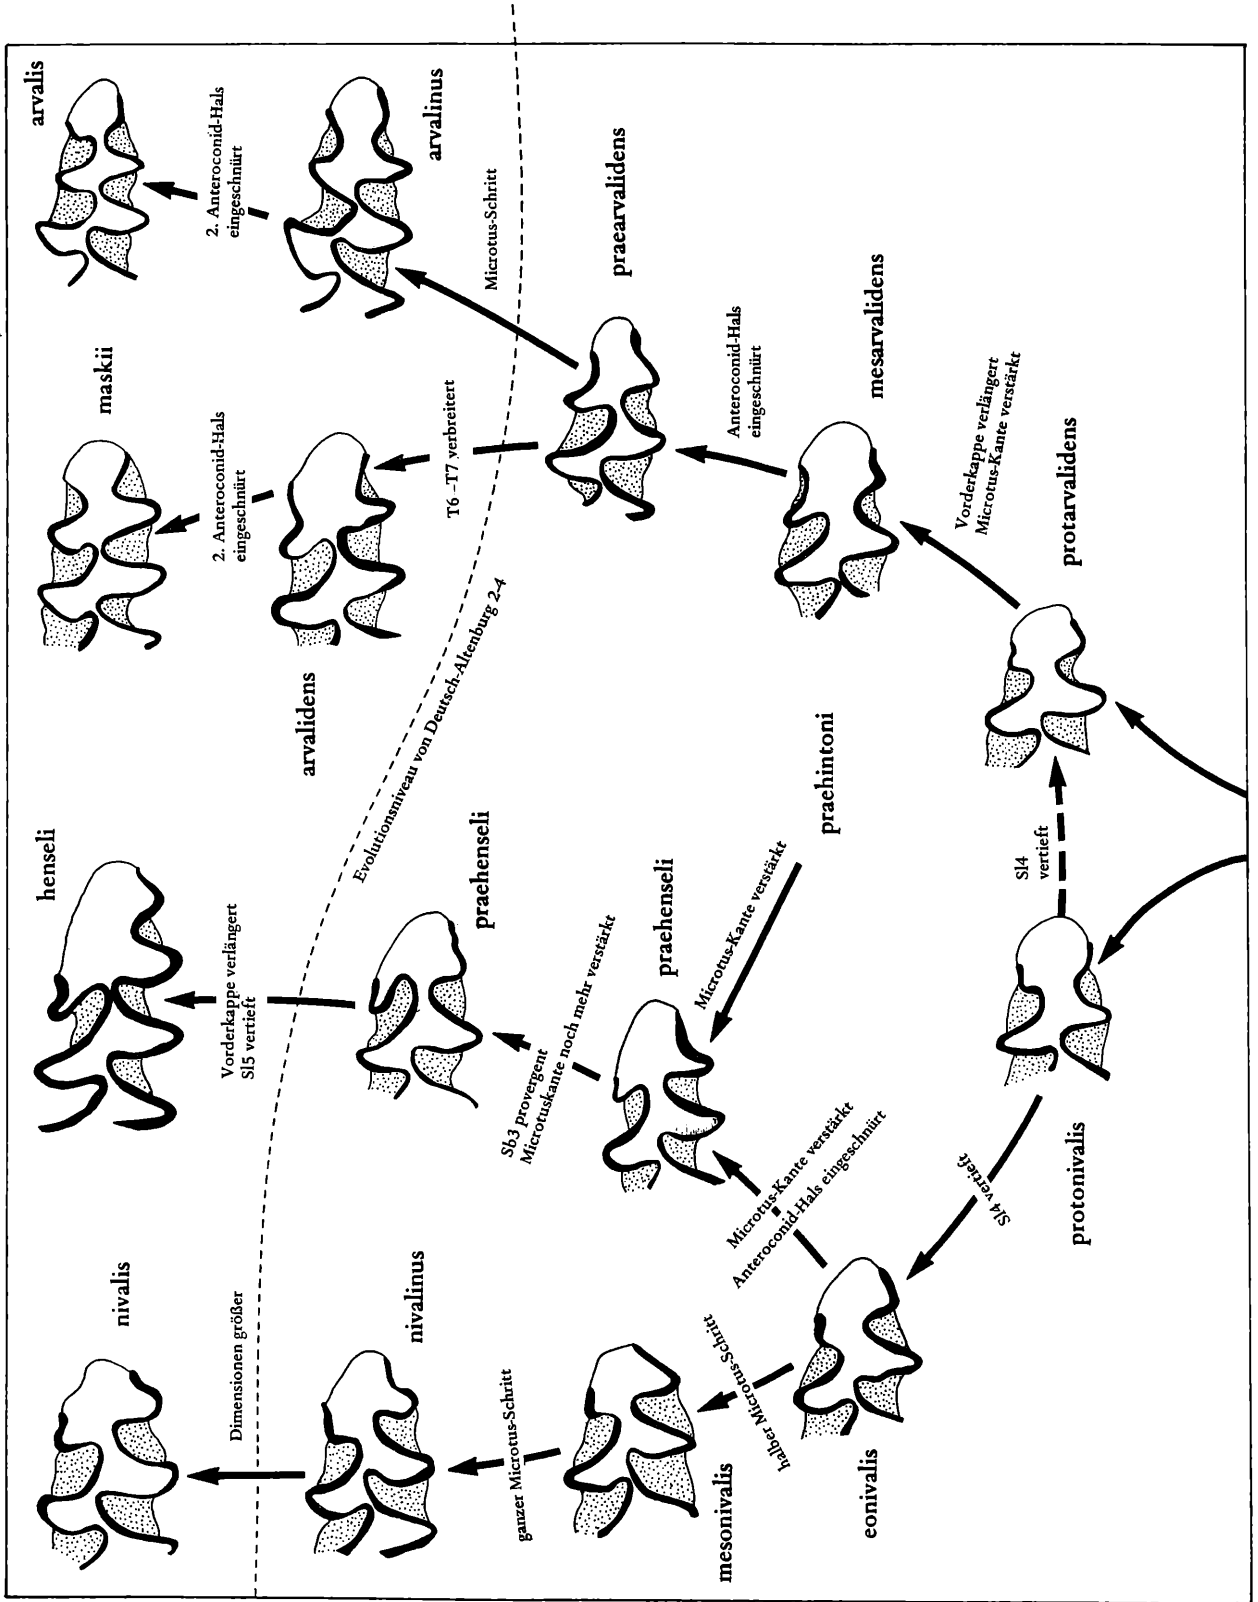 arvalis
2. Anteroconid-Hals
eingeschnürt
arvalinus
Microtus-Schritt
praearvalidens
Anteroconid-Hals
eingeschnürt
mesarvalidens
Vorderkappe verlängert
Microtus-Kante verstärkt
protarvalidens
maskii
2. Anteroconid-Hals
eingeschnürt
T6–T7 verbreitert
arvalidens
Evolutionsniveau von Deutsch-Altenburg 2-4
henseli
Vorderkappe verlängert
Sl5 vertieft
praehenseli
Sb3 provergent
Microtuskante noch mehr verstärkt
praehenseli
Microtus-Kante verstärkt
praehintoni
Sl4
vertieft
Microtus-Kante verstärkt
Anteroconid-Hals eingeschnürt
Sl4 vertieft
protonivalis
nivalis
Dimensionen größer
nivalinus
ganzer Microtus-Schritt
mesonivalis
halber Microtus-Schritt
eonivalis